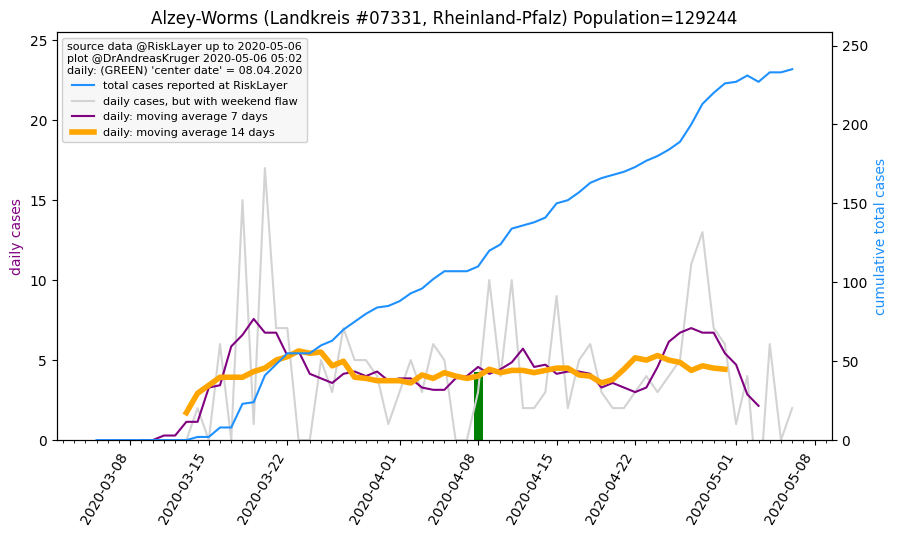 Alzey-Worms (Landkreis #07331, Rheinland-Pfalz) Population=129244
source data @RiskLayer up to 2020-05-06
plot @DrAndreasKruger 2020-05-06 05:02
daily: (GREEN) 'center date' = 08.04.2020
total cases reported at RiskLayer
daily cases, but with weekend flaw
daily: moving average 7 days
daily: moving average 14 days
daily cases
25
20
15
10
5
0
cumulative total cases
250
200
150
100
50
0
2020-03-08
2020-03-15
2020-03-22
2020-04-01
2020-04-08
2020-04-15
2020-04-22
2020-05-01
2020-05-08